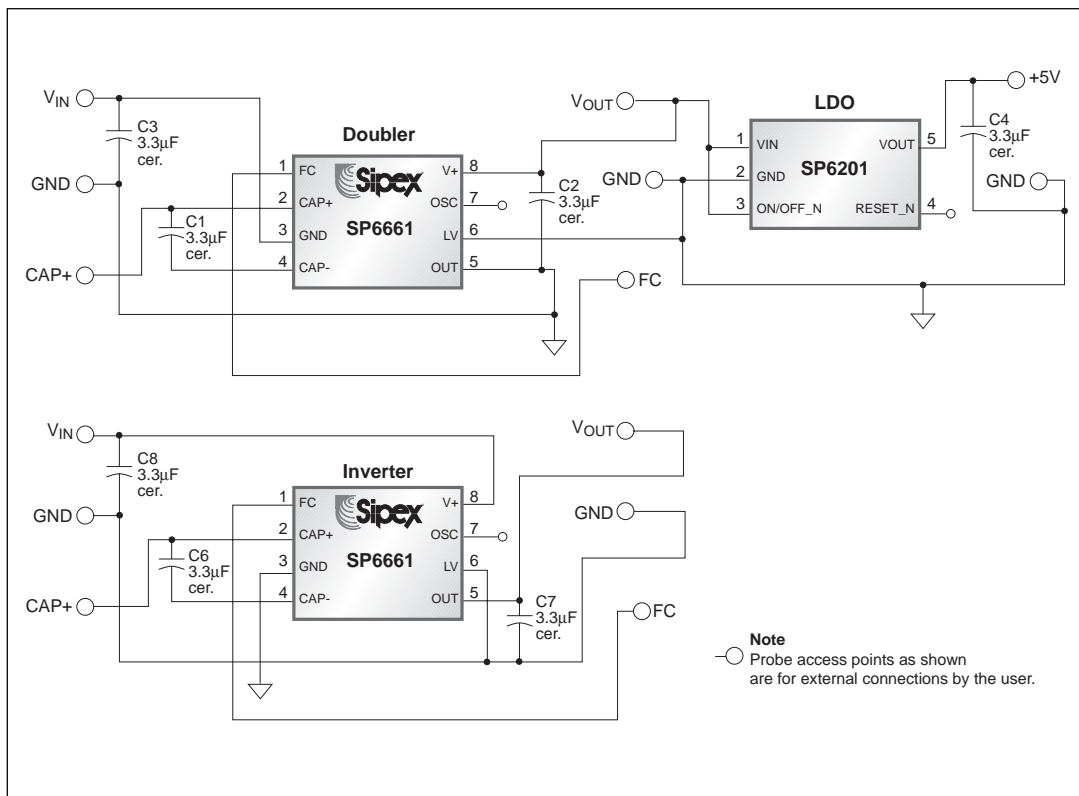 VIN
C3
3.3µF
cer.
GND
C1
3.3µF
cer.
CAP+
Doubler
1 FC
2 CAP+
3 GND
4 CAP-
Sipex
SP6661
V+ 8
OSC 7
LV 6
OUT 5
C2
3.3µF
cer.
VOUT
GND
FC
LDO
1 VIN
2 GND
3 ON/OFF_N
SP6201
VOUT 5
RESET_N 4
+5V
C4
3.3µF
cer.
GND
VIN
C8
3.3µF
cer.
GND
C6
3.3µF
cer.
CAP+
Inverter
1 FC
2 CAP+
3 GND
4 CAP-
Sipex
SP6661
V+ 8
OSC 7
LV 6
OUT 5
C7
3.3µF
cer.
VOUT
GND
FC
Note
Probe access points as shown
are for external connections by the user.